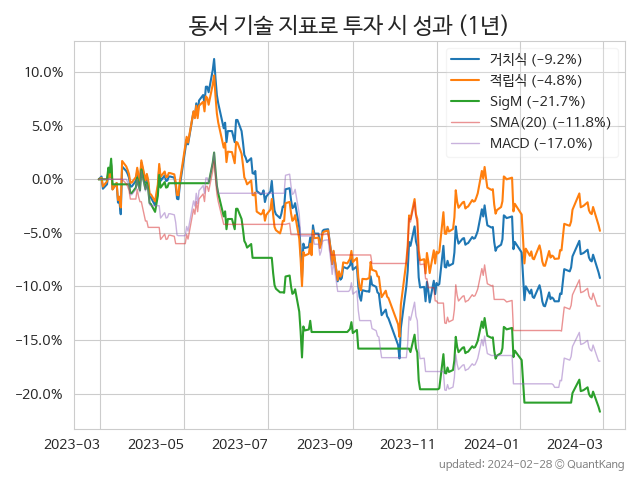 동서 기술 지표로 투자 시 성과 (1년)
거치식 (−9.2%)
적립식 (−4.8%)
SigM (−21.7%)
SMA(20) (−11.8%)
MACD (−17.0%)
10.0%
5.0%
0.0%
−5.0%
−10.0%
−15.0%
−20.0%
2023-03 2023-05 2023-07 2023-09 2023-11 2024-01 2024-03
updated: 2024-02-28 © QuantKang